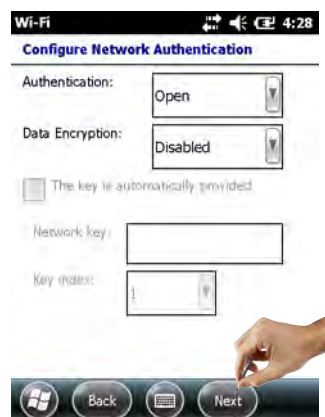 Wi-Fi 4:28
Configure Network Authentication
Authentication:
Open
Data Encryption:
Disabled
The key is automatically provided
Network key:
Key index:
1
Back Next